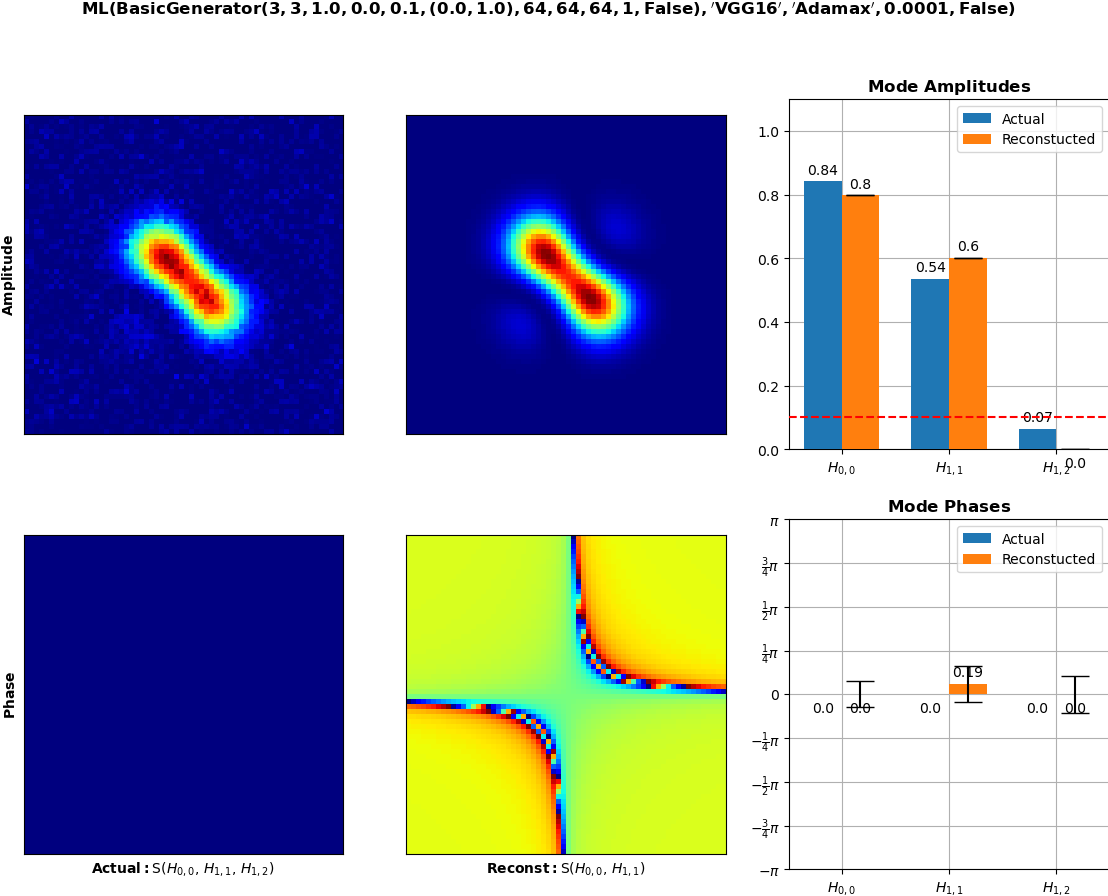 ML(BasicGenerator(3, 3, 1.0, 0.0, 0.1, (0.0, 1.0), 64, 64, 64, 1, False), ′VGG16′, ′Adamax′, 0.0001, False)
Amplitude
Mode Amplitudes
Actual
Reconstucted
1.0
0.8
0.6
0.4
0.2
0.0
0.84
0.8
0.54
0.6
0.07
0.0
H0,0
H1,1
H1,2
Phase
Actual: S(H0,0, H1,1, H1,2)
Reconst: S(H0,0, H1,1)
Mode Phases
Actual
Reconstucted
π
3/4π
1/2π
1/4π
0
−1/4π
−1/2π
−3/4π
−π
0.0
0.0
0.0
0.19
0.0
0.0
H0,0
H1,1
H1,2